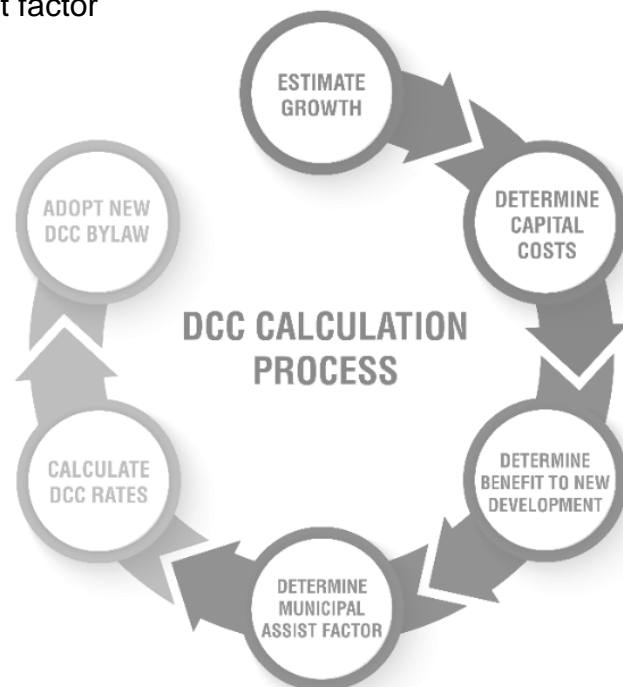 t factor
ESTIMATE
GROWTH
DETERMINE
CAPITAL
COSTS
DETERMINE
BENEFIT TO NEW
DEVELOPMENT
DETERMINE
MUNICIPAL
ASSIST FACTOR
CALCULATE
DCC RATES
ADOPT NEW
DCC BYLAW
DCC CALCULATION
PROCESS